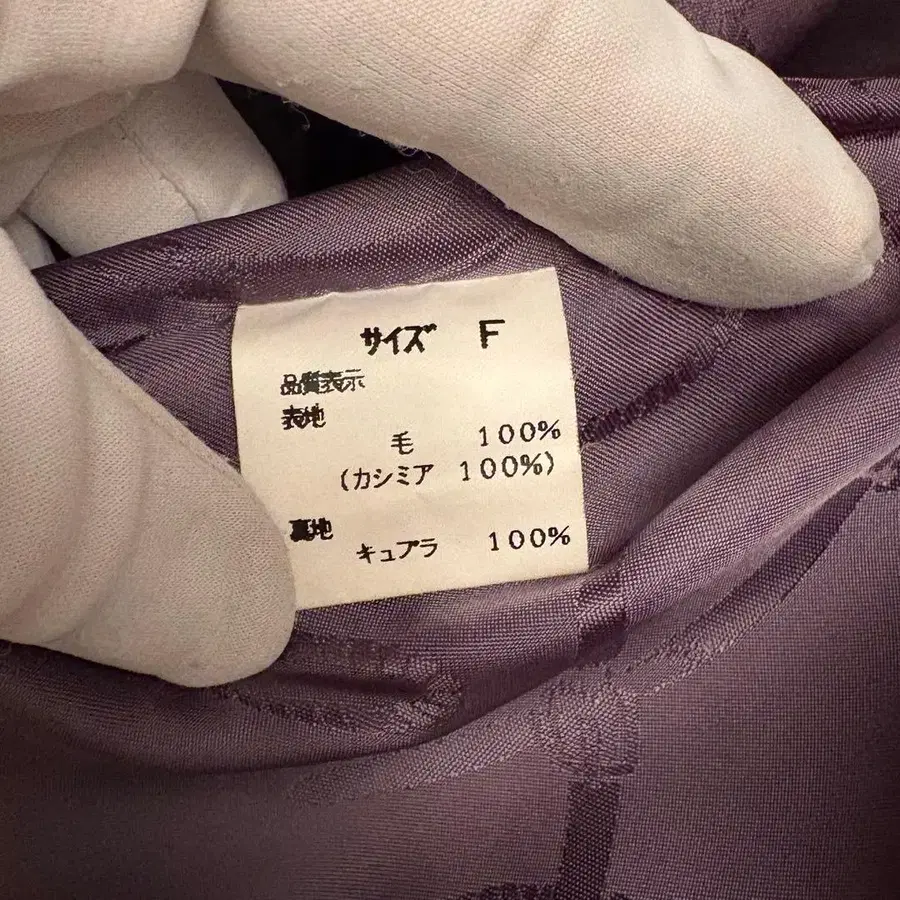 サイズ F
品質表示
表地
毛 100%
(カシミア 100%)
裏地
キュプラ 100%